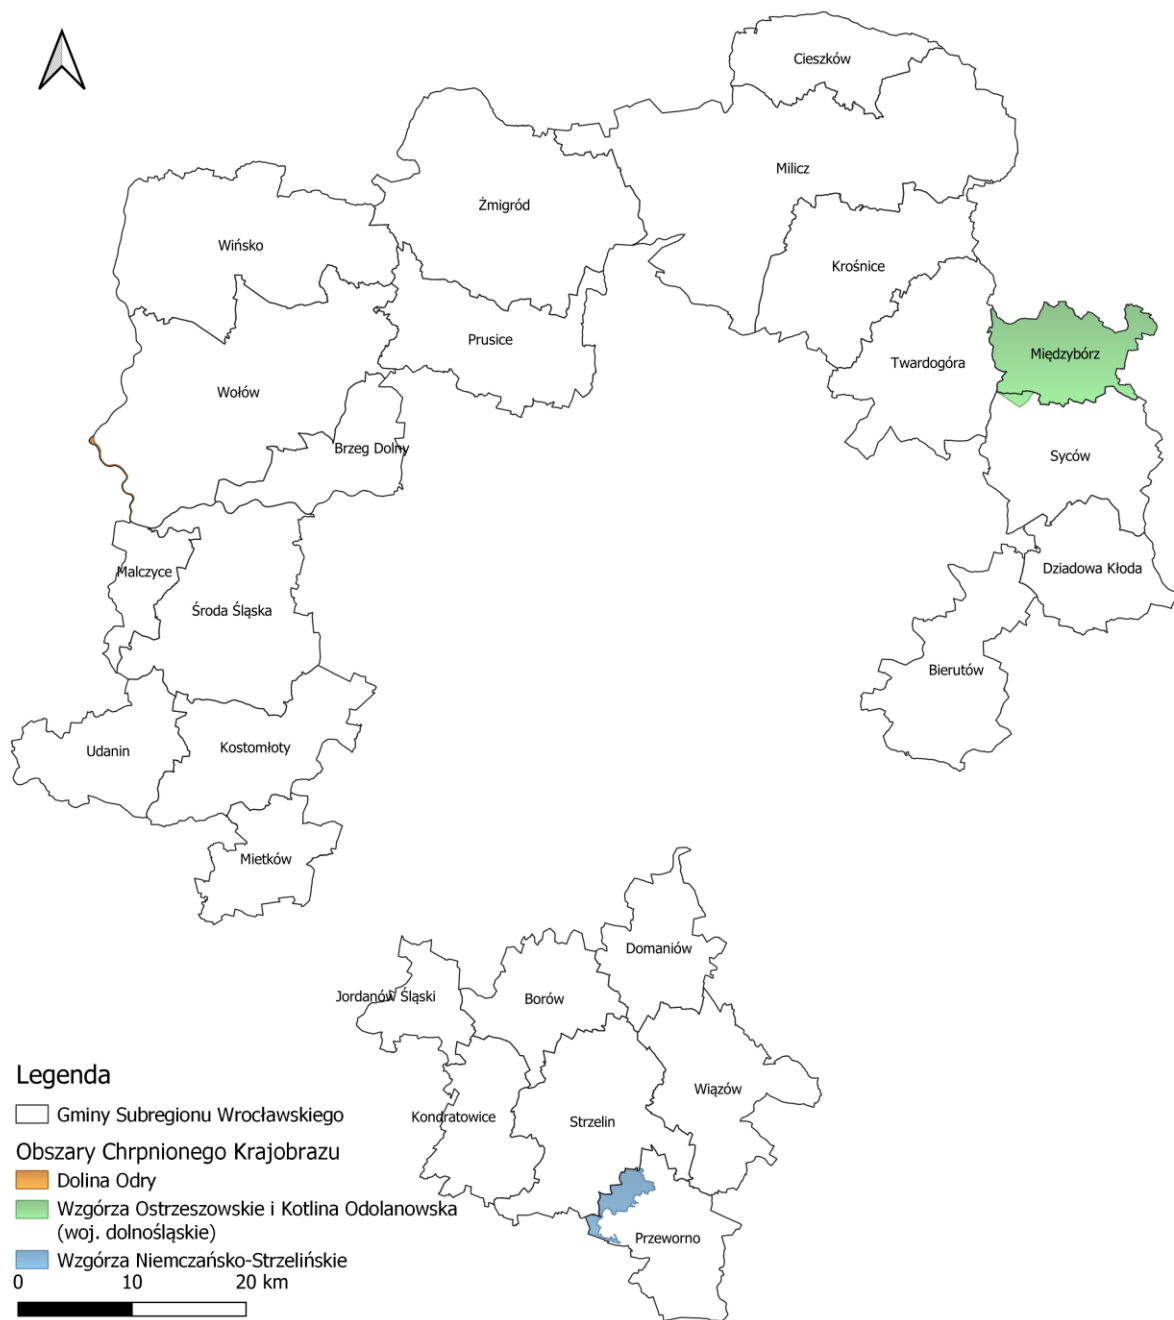 Cieszków
Milicz
Żmigród
Wińsko
Krośnice
Prusice
Międzybórz
Twardogóra
Wołów
Brzeg Dolny
Syców
Malczyce
Dziadowa Kłoda
Środa Śląska
Bierutów
Udanin
Kostomłoty
Mietków
Domaniów
Jordanów Śląski
Borów
Wiązów
Kondratowice
Strzelin
Przeworno
Legenda
Gminy Subregionu Wrocławskiego
Obszary Chrpnionego Krajobrazu
Dolina Odry
Wzgórza Ostrzeszowskie i Kotlina Odolanowska
(woj. dolnośląskie)
Wzgórza Niemczańsko-Strzelińskie
0 10 20 km